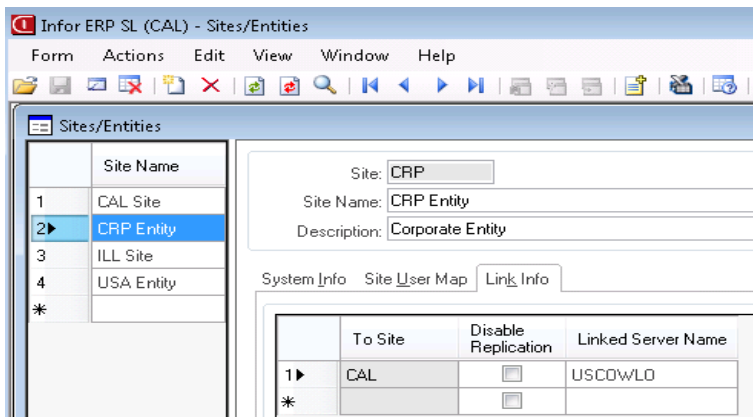 Infor ERP SL (CAL) - Sites/Entities
Form Actions Edit View Window Help
Sites/Entities
Site Name
1 CAL Site
2 CRP Entity
3 ILL Site
4 USA Entity
Site: CRP
Site Name: CRP Entity
Description: Corporate Entity
System Info Site User Map Link Info
To Site Disable Replication Linked Server Name
1 CAL USCOWLO